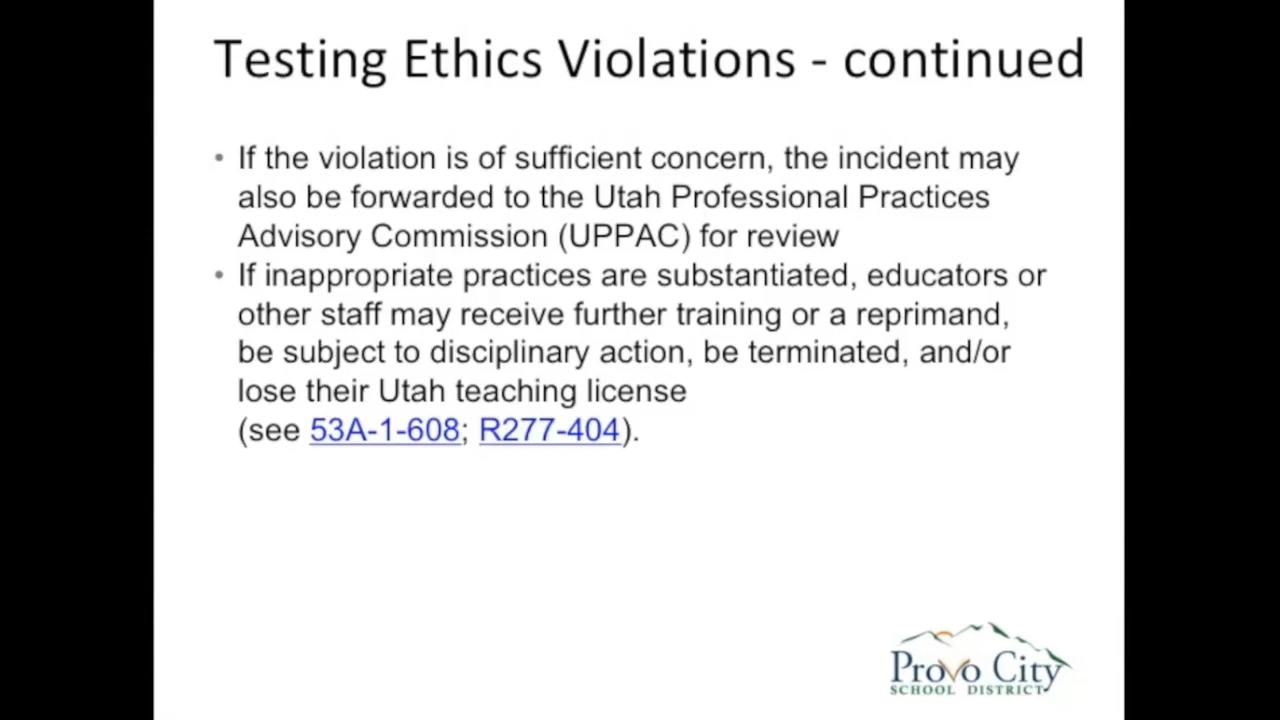 Testing Ethics Violations - continued
• If the violation is of sufficient concern, the incident may
also be forwarded to the Utah Professional Practices
Advisory Commission (UPPAC) for review
• If inappropriate practices are substantiated, educators or
other staff may receive further training or a reprimand,
be subject to disciplinary action, be terminated, and/or
lose their Utah teaching license
(see 53A-1-608; R277-404).
Provo City
SCHOOL DISTRICT